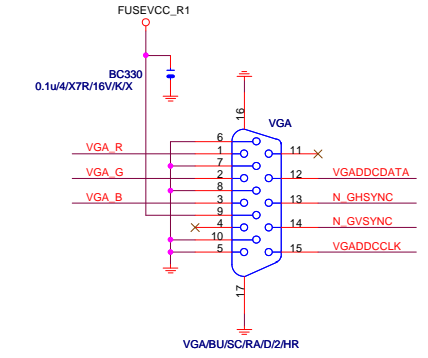 FUSEVCC_R1
BC330
0.1u/4/X7R/16V/K/X
16
VGA
6
VGA_R 1 11
7
VGA_G 2 12 VGADDCDATA
8
VGA_B 3 13 N_GHSYNC
9
4 14 N_GVSYNC
10
5 15 VGADDCCLK
17
VGA/BU/SC/RA/D/2/HR